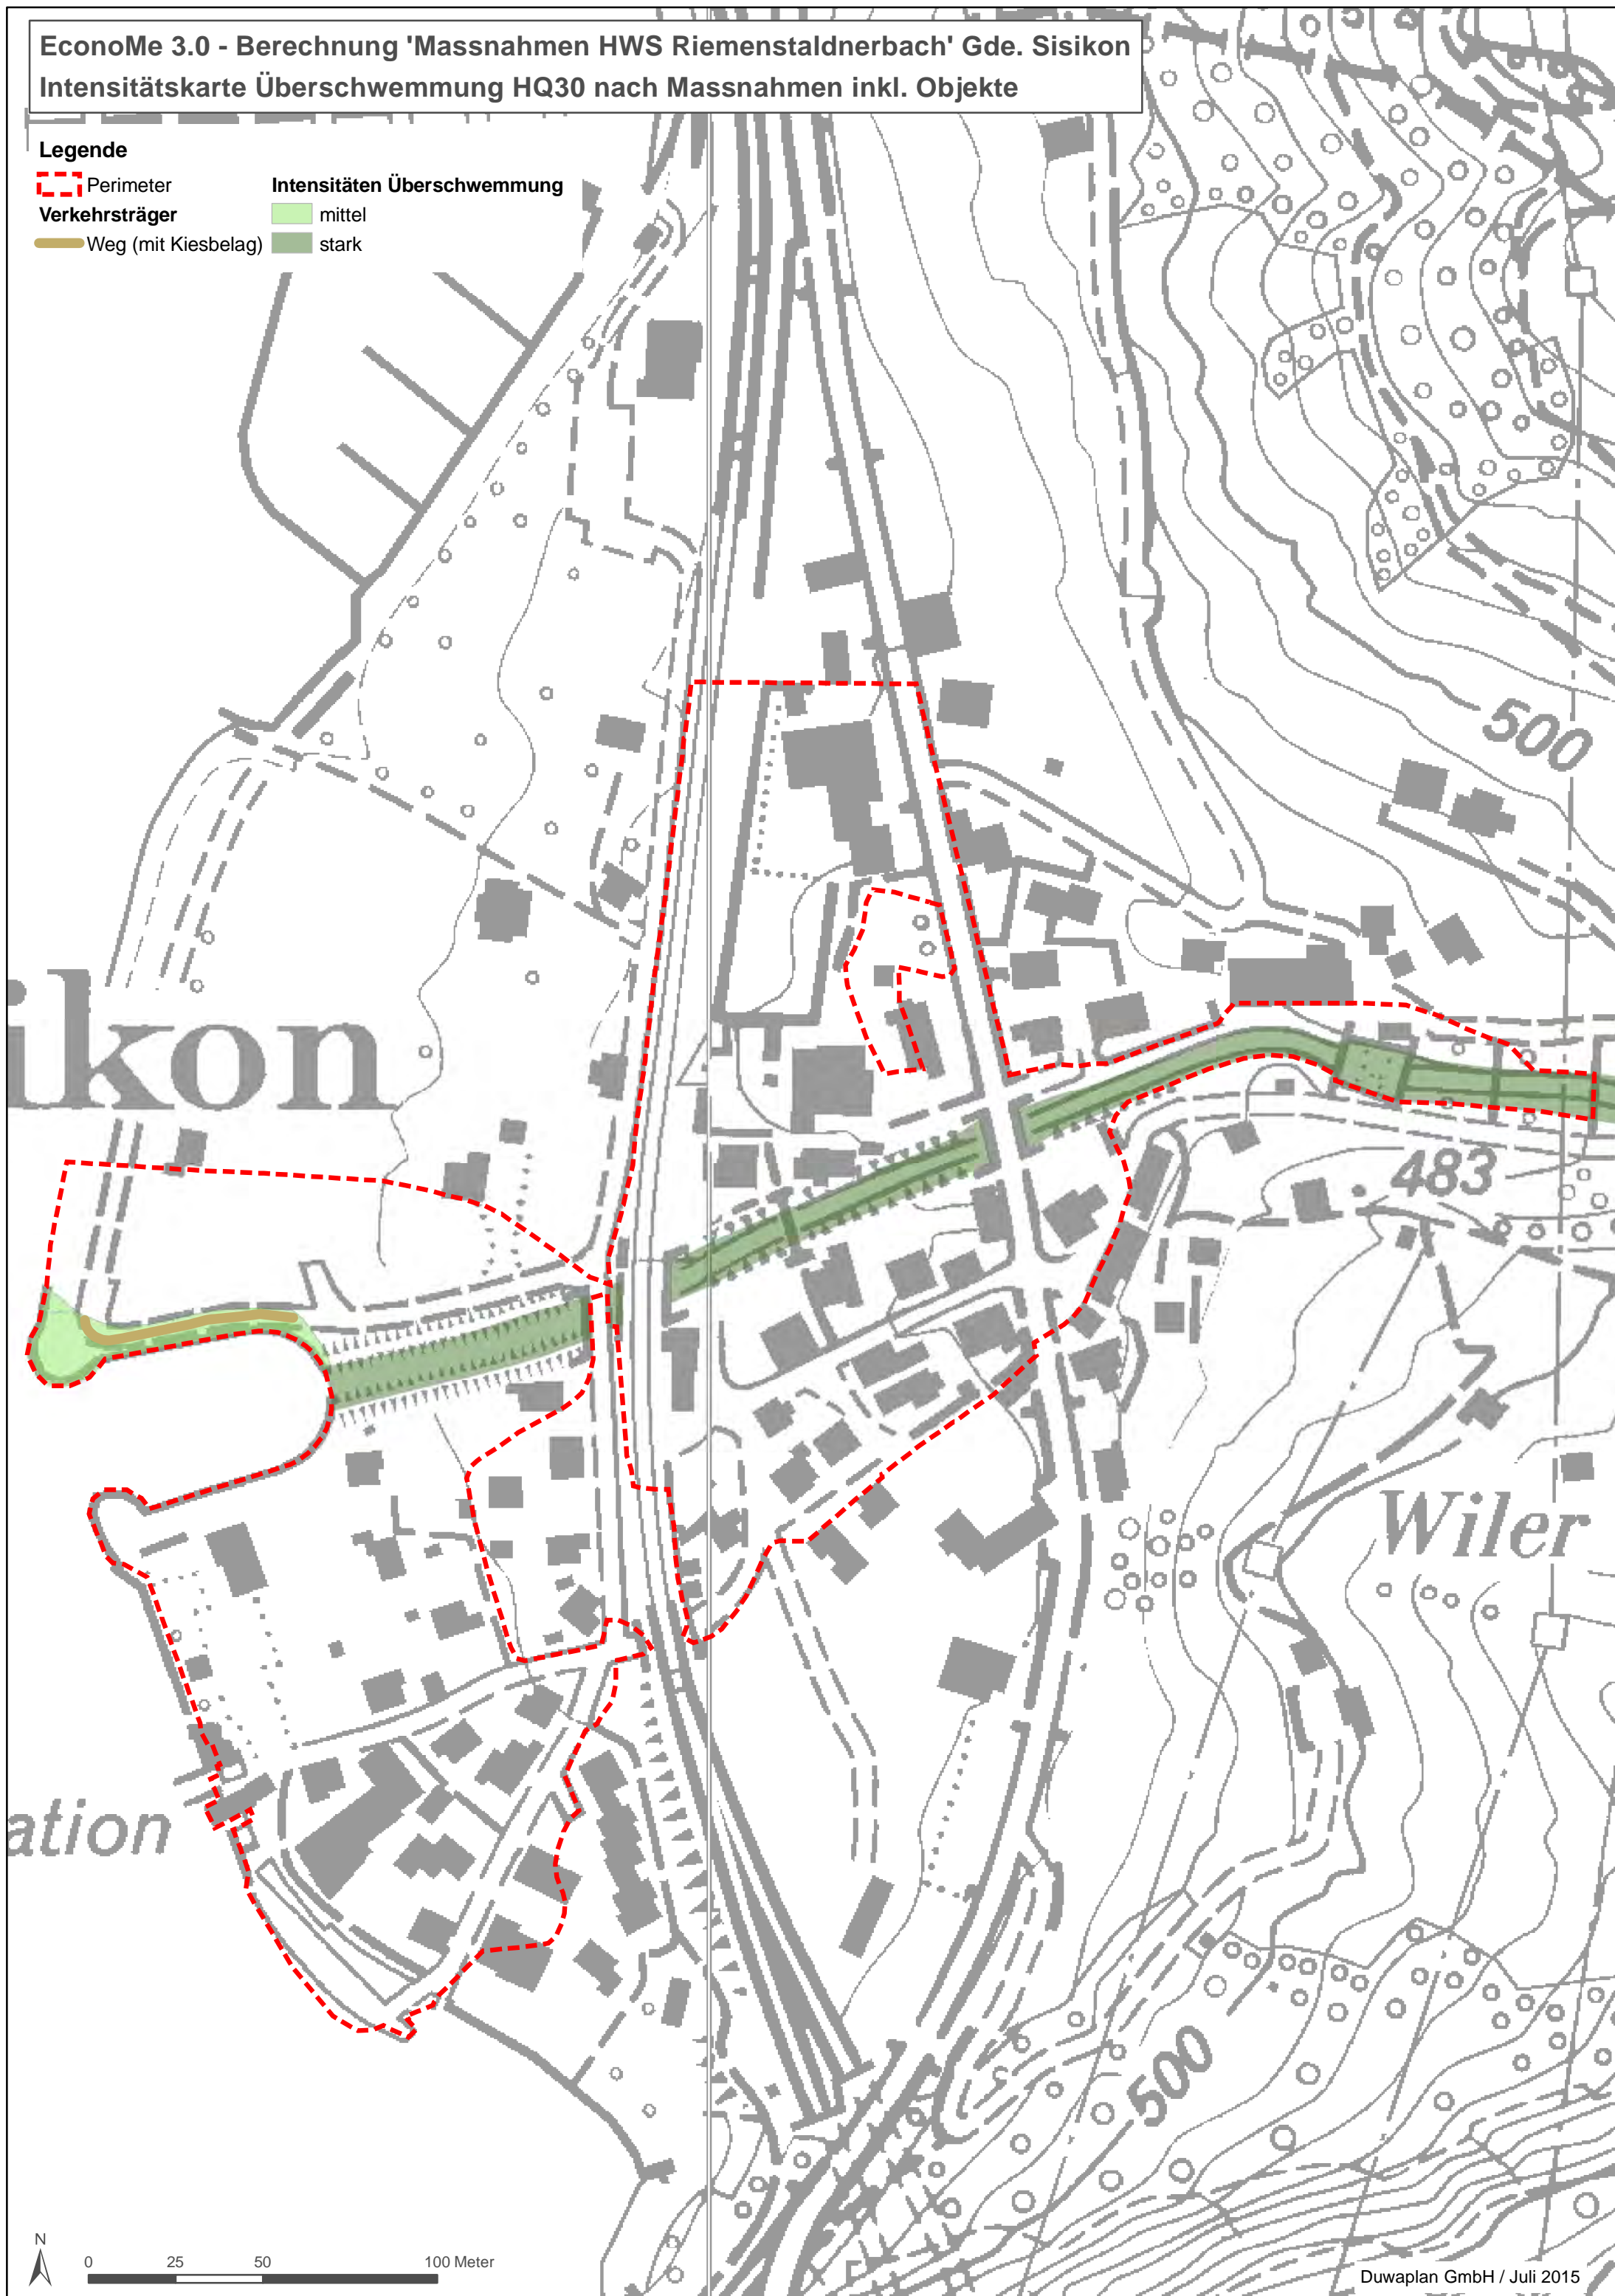 EconoMe 3.0 - Berechnung 'Massnahmen HWS Riemenstaldnerbach' Gde. Sisikon
Intensitätskarte Überschwemmung HQ30 nach Massnahmen inkl. Objekte
Legende
Perimeter
Intensitäten Überschwemmung
Verkehrsträger
mittel
Weg (mit Kiesbelag)
stark
500
ikon
483
Wiler
ation
500
N
0 25 50 100 Meter
Duwaplan GmbH / Juli 2015